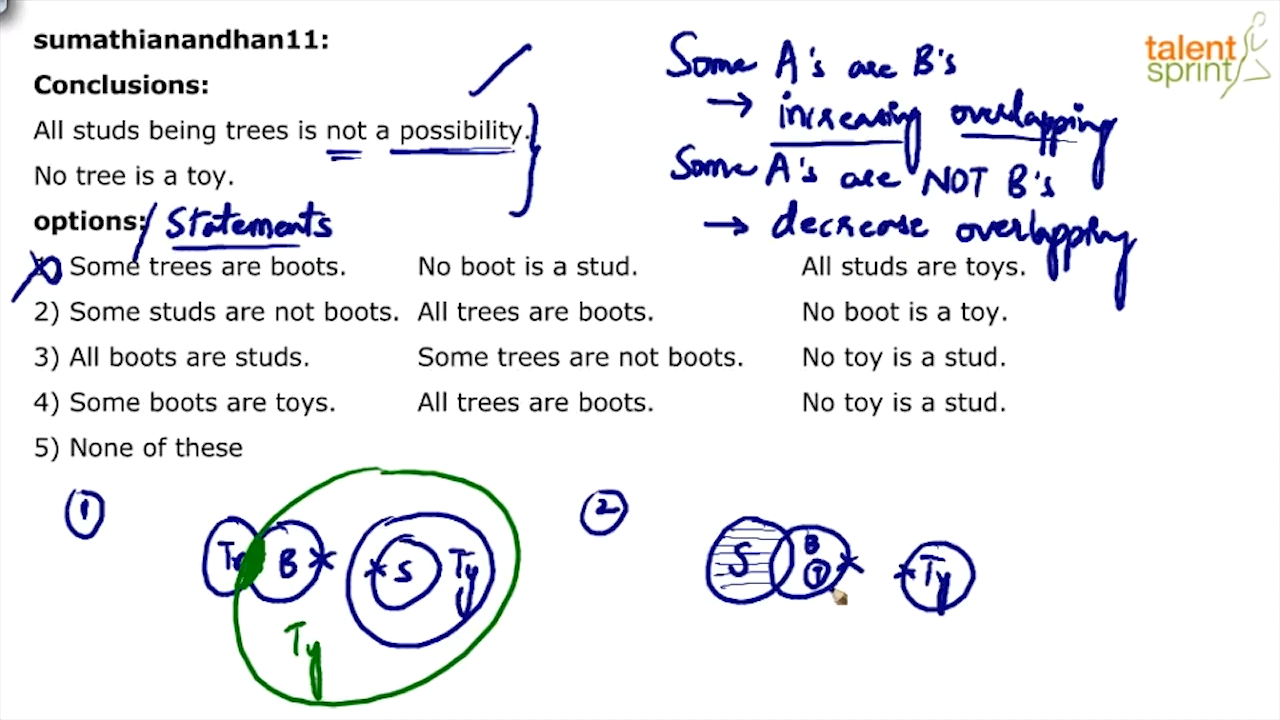 sumathianandhan11:
Conclusions:
All studs being trees is not a possibility.
No tree is a toy.
options:/ Statements
Some A's are B's
→ increasing overlapping
Some A's are NOT B's
→ decrease overlapping
talent
sprint
Some trees are boots. No boot is a stud. All studs are toys.
2) Some studs are not boots. All trees are boots. No boot is a toy.
3) All boots are studs. Some trees are not boots. No toy is a stud.
4) Some boots are toys. All trees are boots. No toy is a stud.
5) None of these
1
Tr B * * S Ty
Ty
2
S B T * * Ty